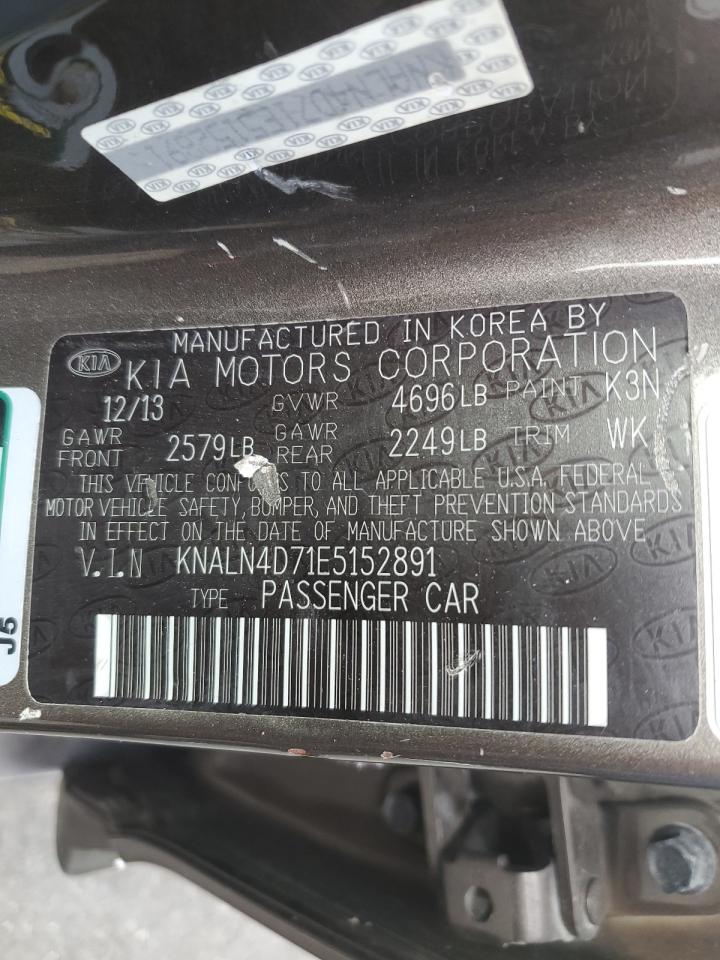 MANUFACTURED IN KOREA BY
KIA KIA MOTORS CORPORATION
12/13 GVWR 4696LB PAINT K3N
GAWR FRONT 2579LB GAWR REAR 2249LB TRIM WK
THIS VEHICLE CONF S TO ALL APPLICABLE U.S.A. FEDERAL
MOTOR VEHICLE SAFETY, BUMPER, AND THEFT PREVENTION STANDARDS
IN EFFECT ON THE DATE OF MANUFACTURE SHOWN ABOVE
V.I.N KNALN4D71E5152891
TYPE PASSENGER CAR
J5